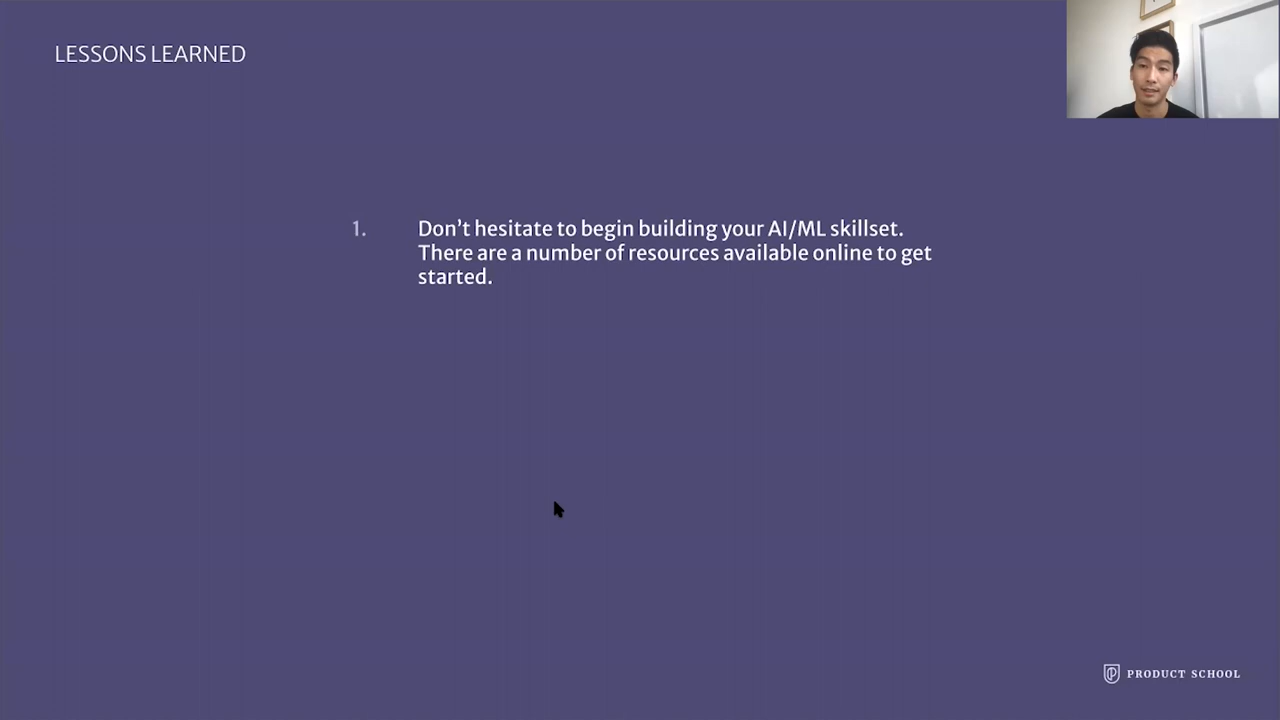 LESSONS LEARNED
1. Don’t hesitate to begin building your AI/ML skillset.
There are a number of resources available online to get
started.
PRODUCT SCHOOL